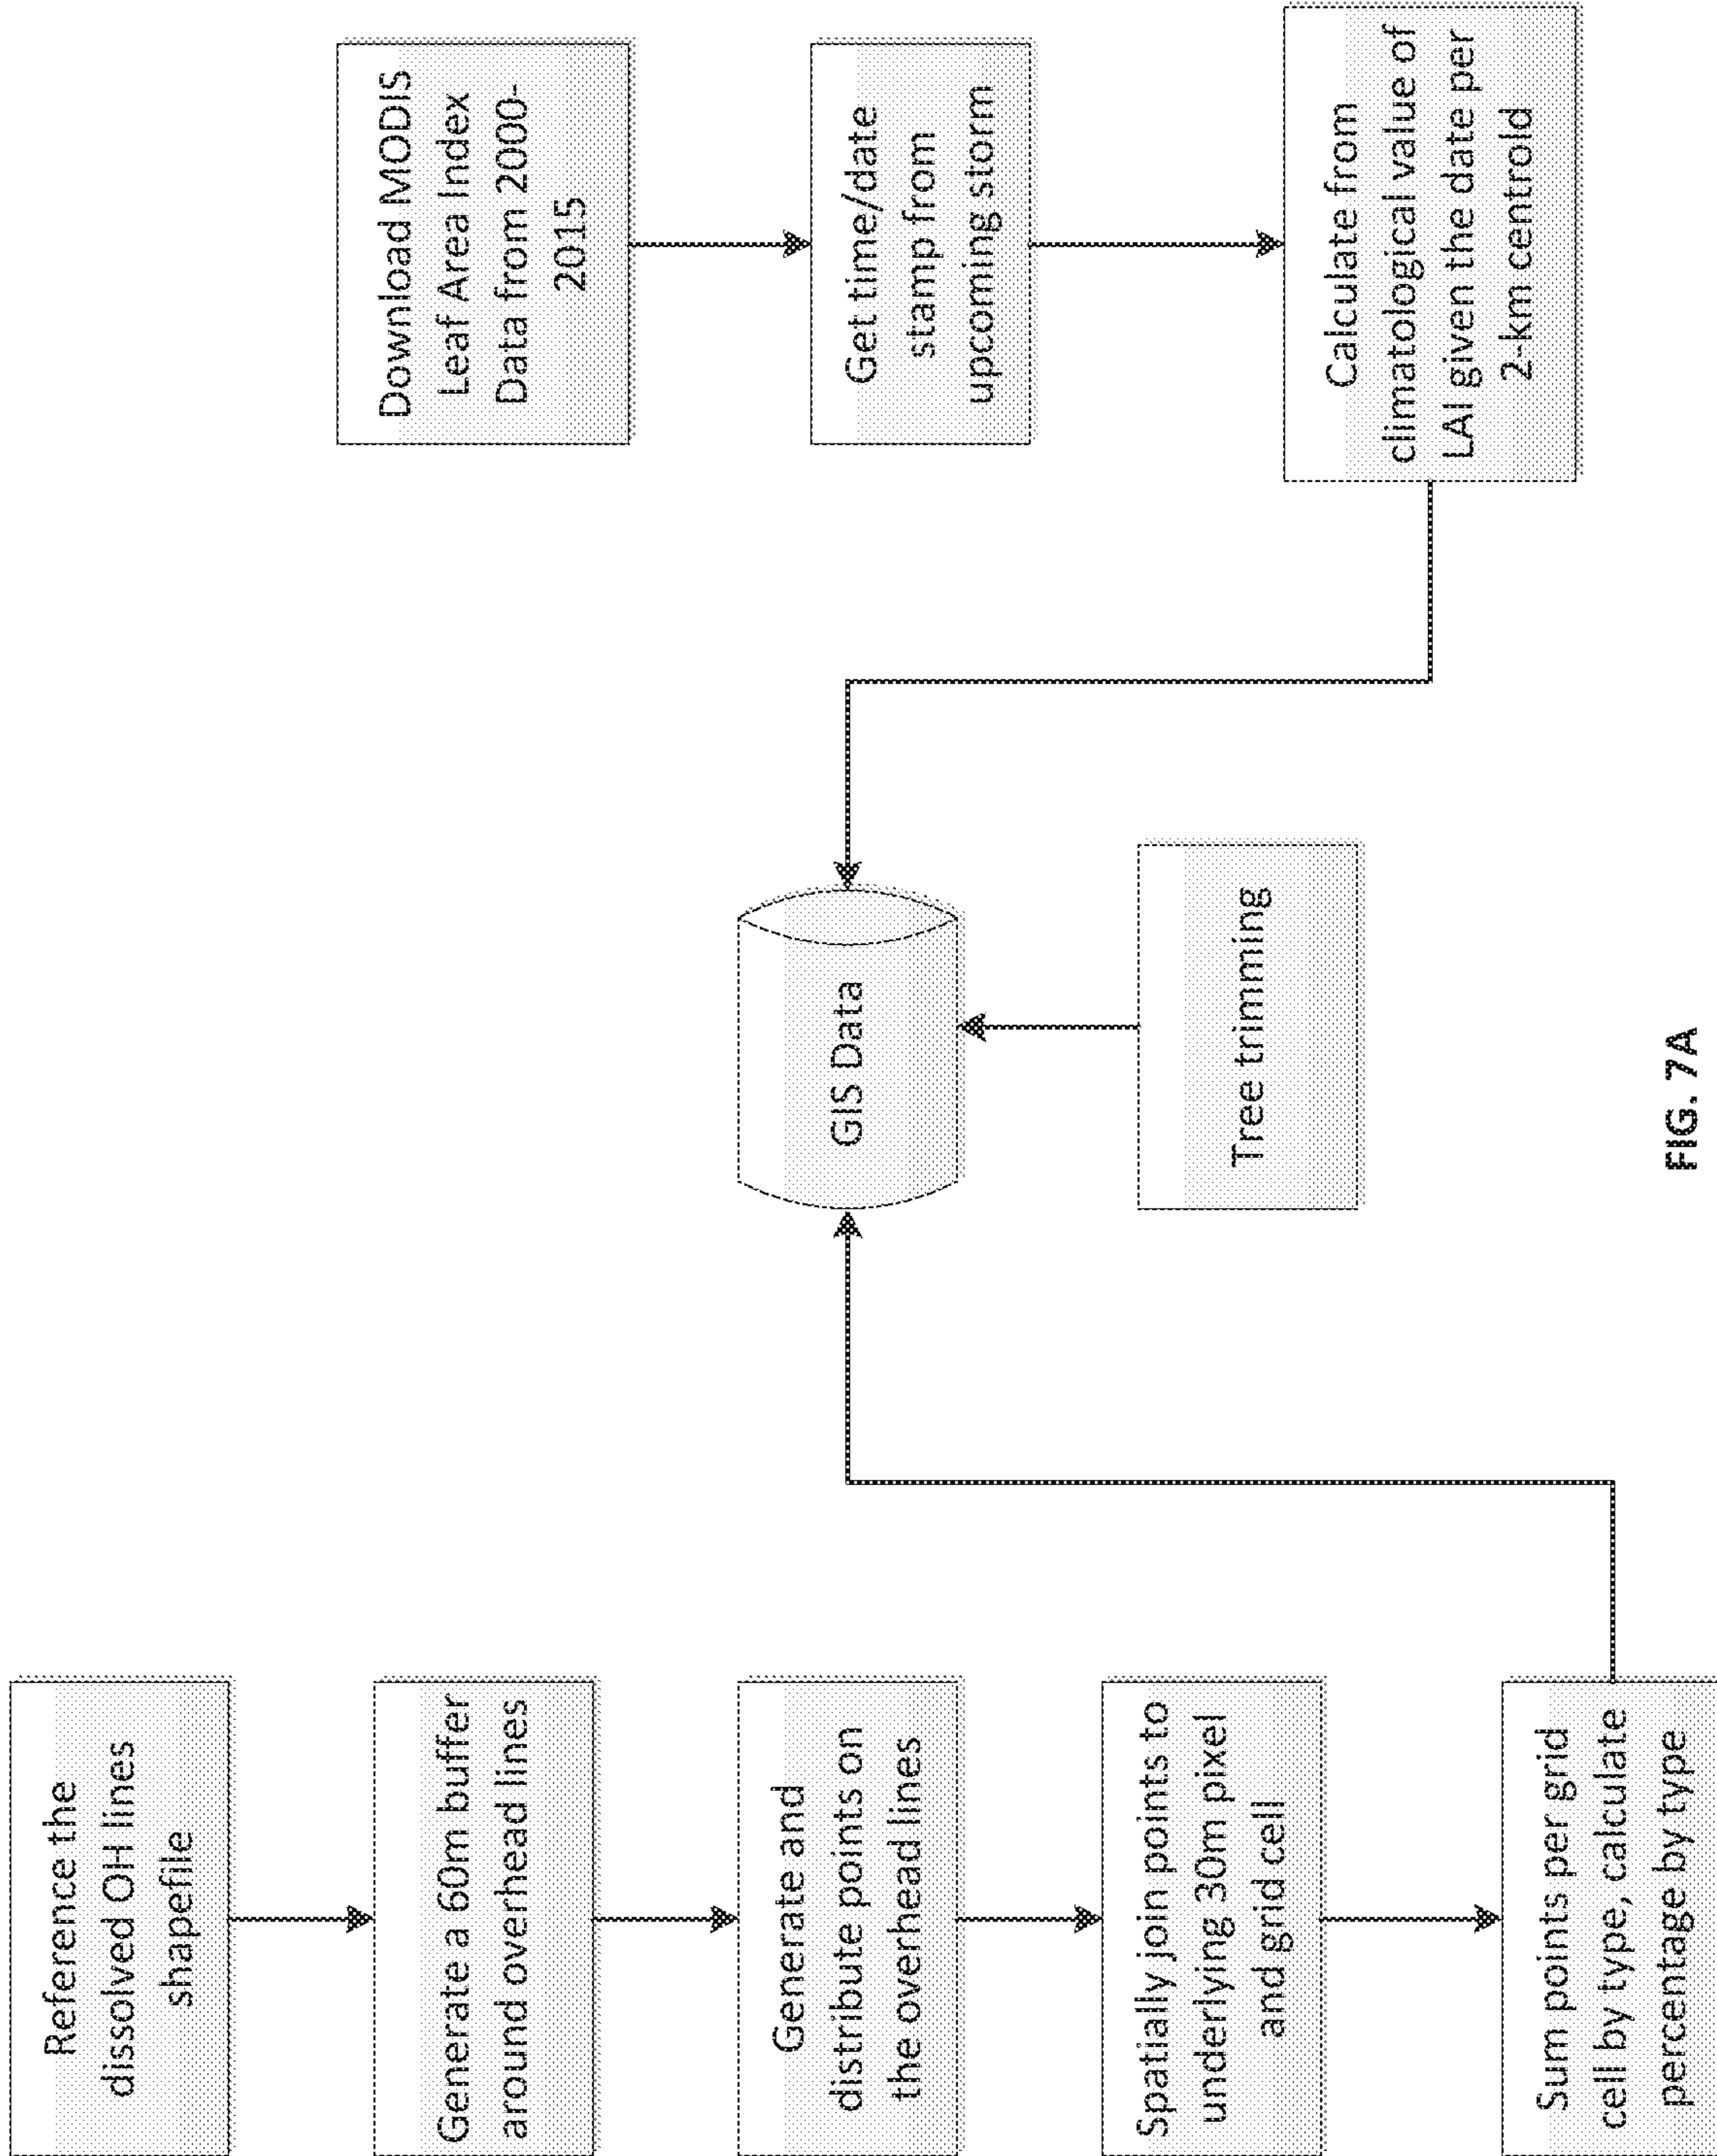 Reference the
dissolved OH lines
shapefile
Generate a 60m buffer
around overhead lines
Generate and
distribute points on
the overhead lines
Spatially join points to
underlying 30m pixel
and grid cell
Sum points per grid
cell by type, calculate
percentage by type
GIS Data
Tree trimming
Download MODIS
Leaf Area Index
Data from 2000-
2015
Get time/date
stamp from
upcoming storm
Calculate from
climatological value of
LAI given the date per
2-km centrold
FIG. 7A